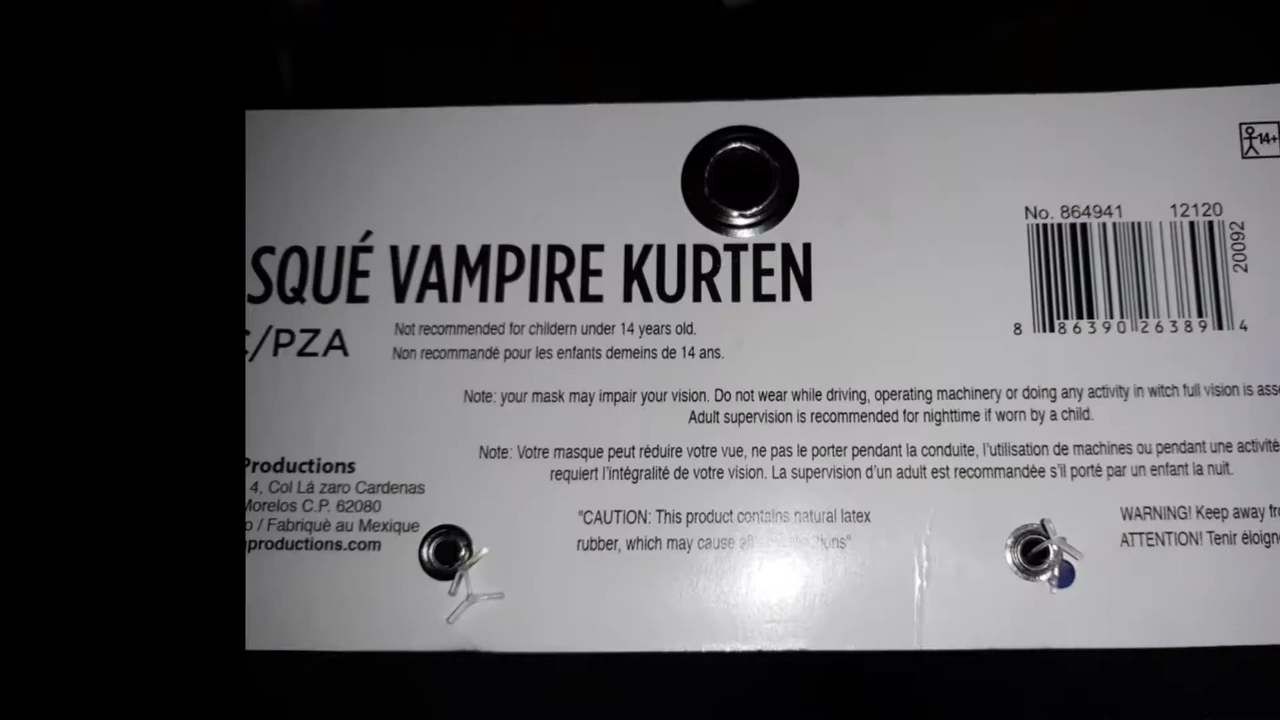 14+
No. 864941 12120
20092
SQUÉ VAMPIRE KURTEN
8 86390 26389 4
/PZA
Not recommended for childern under 14 years old.
Non recommandé pour les enfants demeins de 14 ans.
Note: your mask may impair your vision. Do not wear while driving, operating machinery or doing any activity in witch full vision is
Adult supervision is recommended for nighttime if worn by a child.
Note: Votre masque peut réduire votre vue, ne pas le porter pendant la conduite, l'utilisation de machines ou pendant une activité
requiert l'intégralité de votre vision. La supervision d'un adult est recommandée s'il porté par un enfant la nuit.
Productions
4, Col Lá zaro Cardenas
Morelos C.P. 62080
/ Fabriquè au Mexique
productions.com
"CAUTION: This product contains natural latex
rubber, which may cause
WARNING! Keep away
ATTENTION! Tenir